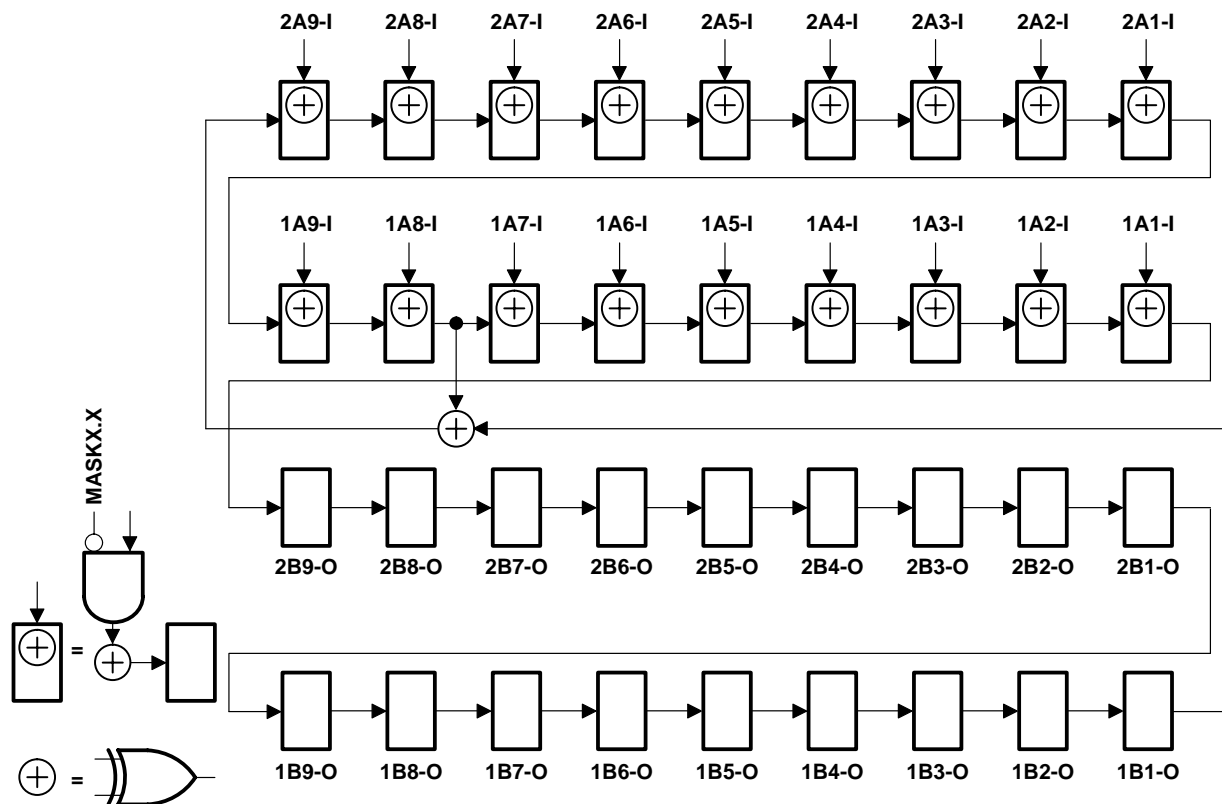 2A9-I 2A8-I 2A7-I 2A6-I 2A5-I 2A4-I 2A3-I 2A2-I 2A1-I
1A9-I 1A8-I 1A7-I 1A6-I 1A5-I 1A4-I 1A3-I 1A2-I 1A1-I
MASKX.X
2B9-O 2B8-O 2B7-O 2B6-O 2B5-O 2B4-O 2B3-O 2B2-O 2B1-O
=
1B9-O 1B8-O 1B7-O 1B6-O 1B5-O 1B4-O 1B3-O 1B2-O 1B1-O
=